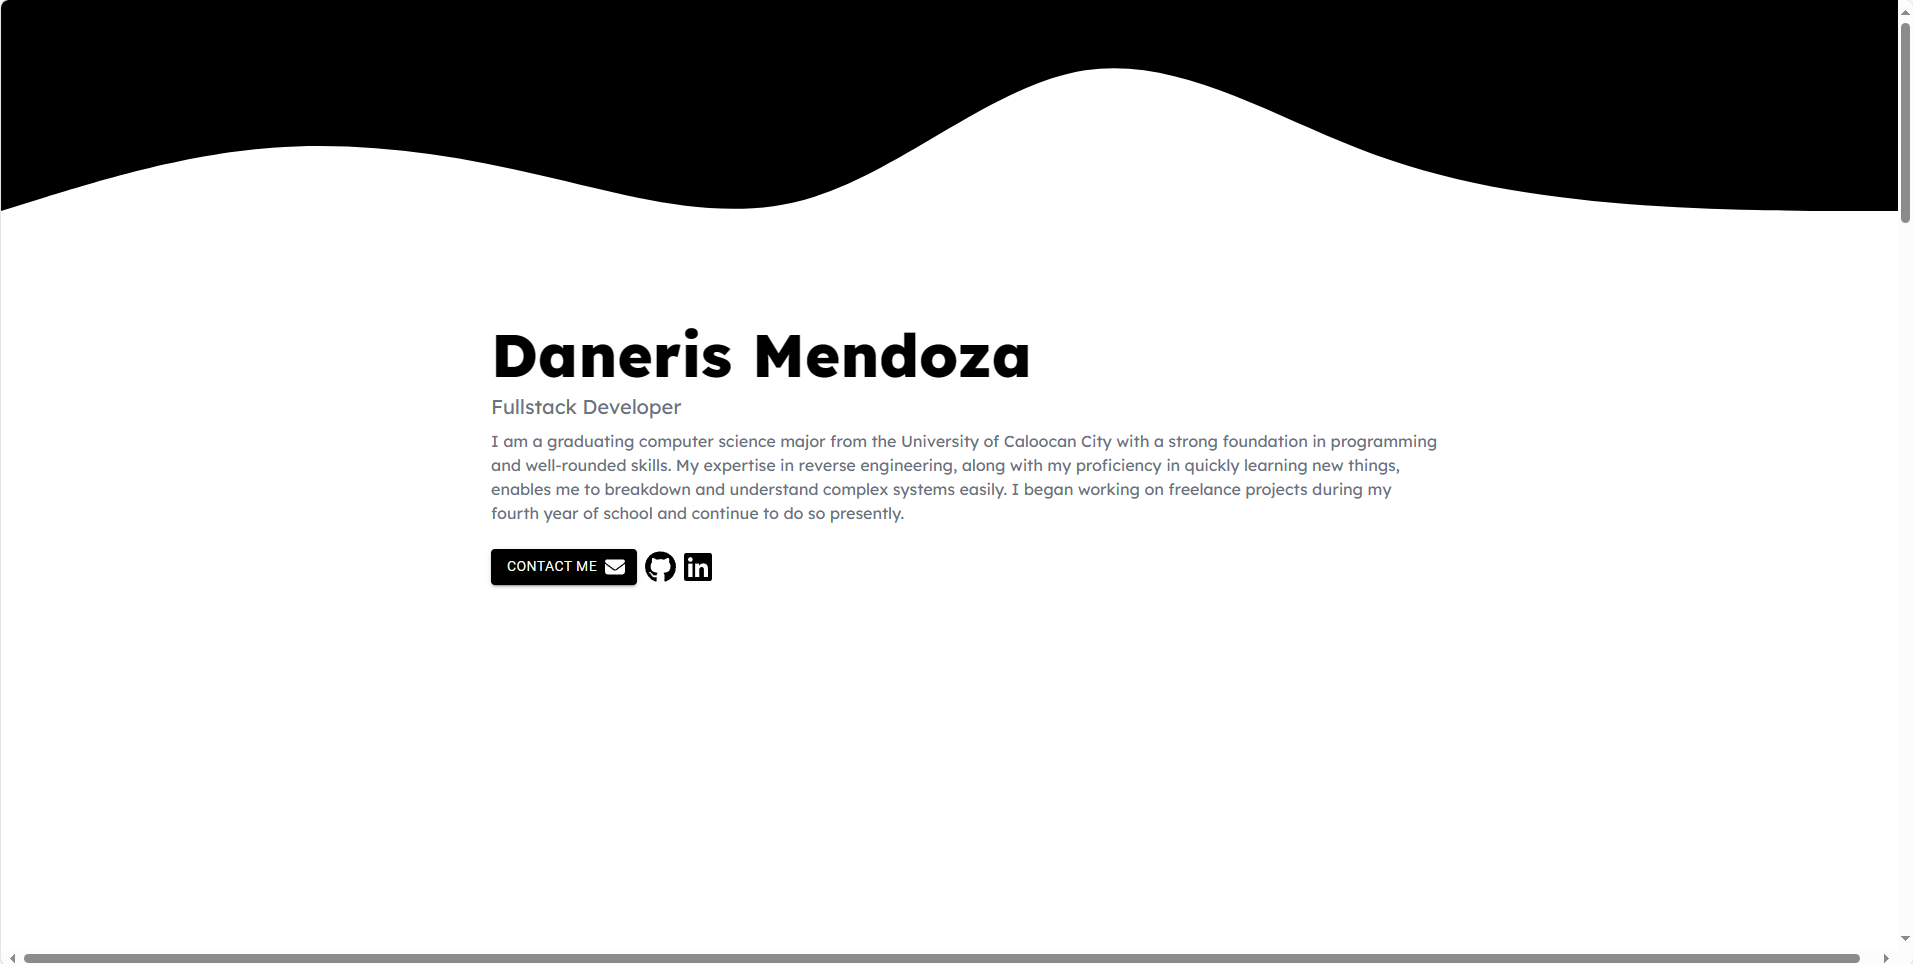 Daneris Mendoza
Fullstack Developer
I am a graduating computer science major from the University of Caloocan City with a strong foundation in programming
and well-rounded skills. My expertise in reverse engineering, along with my proficiency in quickly learning new things,
enables me to breakdown and understand complex systems easily. I began working on freelance projects during my
fourth year of school and continue to do so presently.
CONTACT ME
in